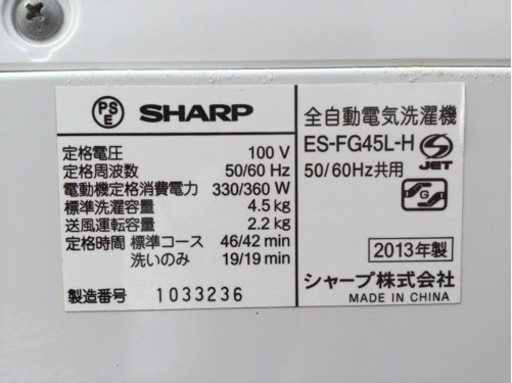 PS
E
SHARP
定格電圧 100 V
定格周波数 50/60 Hz
電動機定格消費電力 330/360 W
標準洗濯容量 4.5 kg
送風運転容量 2.2 kg
定格時間 標準コース 46/42 min
洗いのみ 19/19 min
製造番号 1033236
全自動電気洗濯機
ES-FG45L-H
JET
50/60Hz共用
G
2013年製
シャープ株式会社
MADE IN CHINA